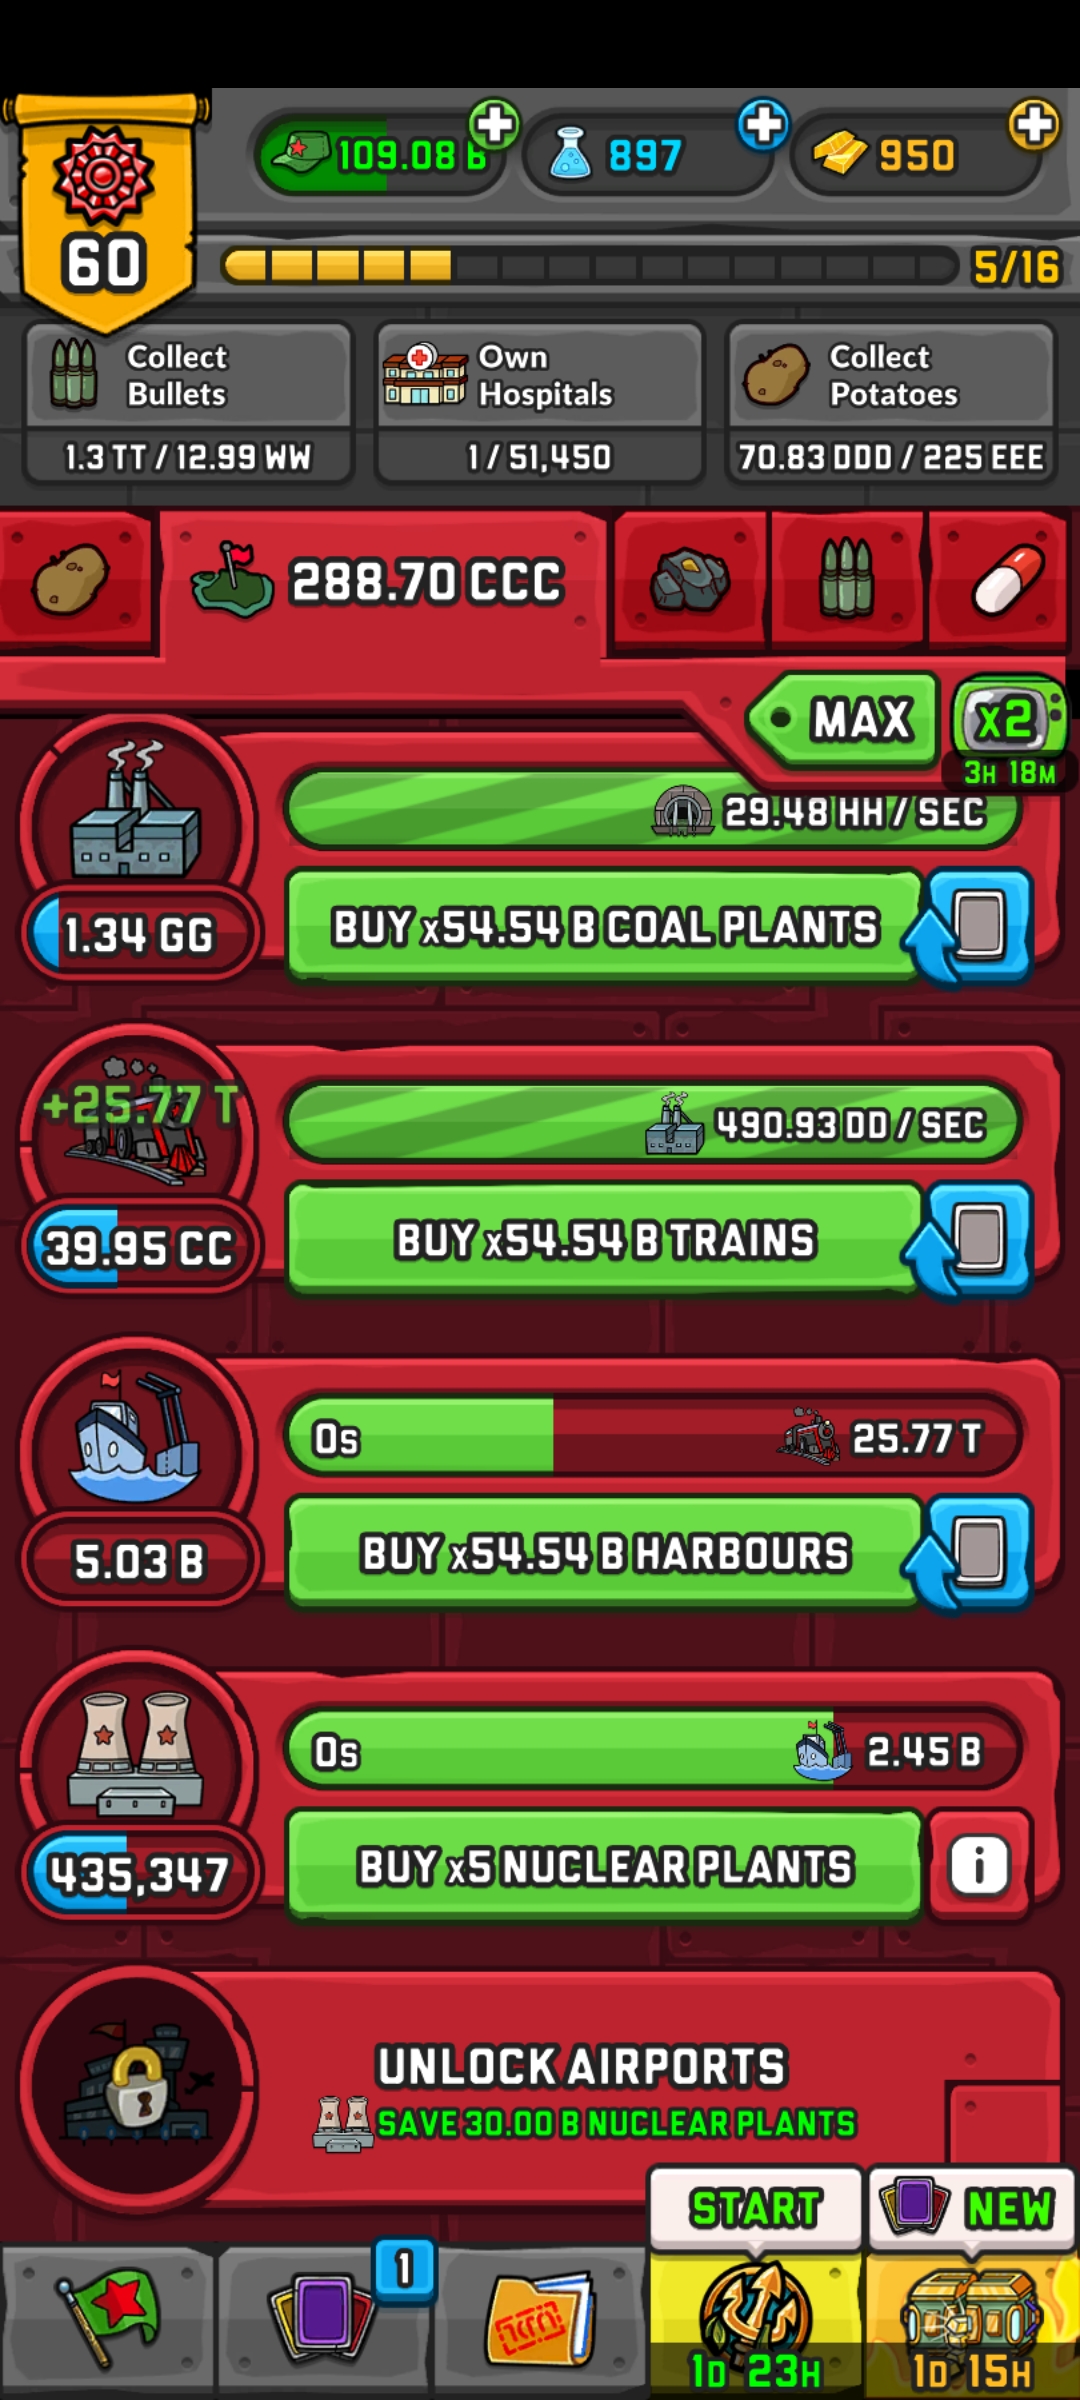 109.08 B
897
950
60
5/16
Collect
Bullets
1.3 TT / 12.99 WW
Own
Hospitals
1 / 51,450
Collect
Potatoes
70.83 DDD / 225 EEE
288.70 CCC
MAX
x2
3H 18M
29.48 HH / SEC
1.34 GG
BUY x54.54 B COAL PLANTS
+25.77 T
490.93 DD / SEC
39.95 CC
BUY x54.54 B TRAINS
0s
25.77 T
5.03 B
BUY x54.54 B HARBOURS
0s
2.45 B
435,347
BUY x5 NUCLEAR PLANTS
i
UNLOCK AIRPORTS
SAVE 30.00 B NUCLEAR PLANTS
START
NEW
1
1D 23H
1D 15H